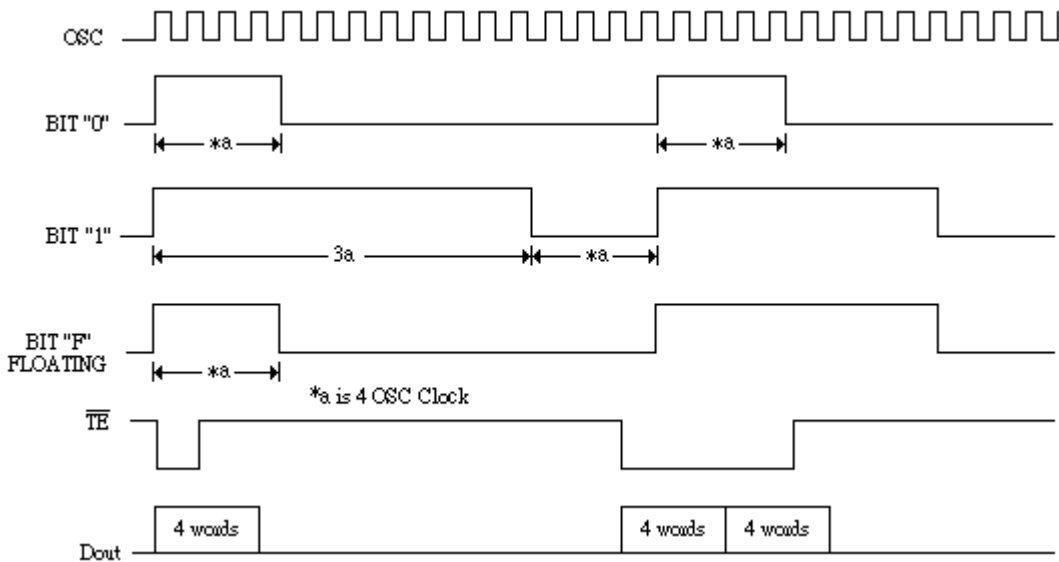 OSC
BIT "0"
*a
*a
BIT "1"
3a
*a
BIT "F"
FLOATING
*a
*a is 4 OSC Clock
TE
4 words
4 words
4 words
Dout